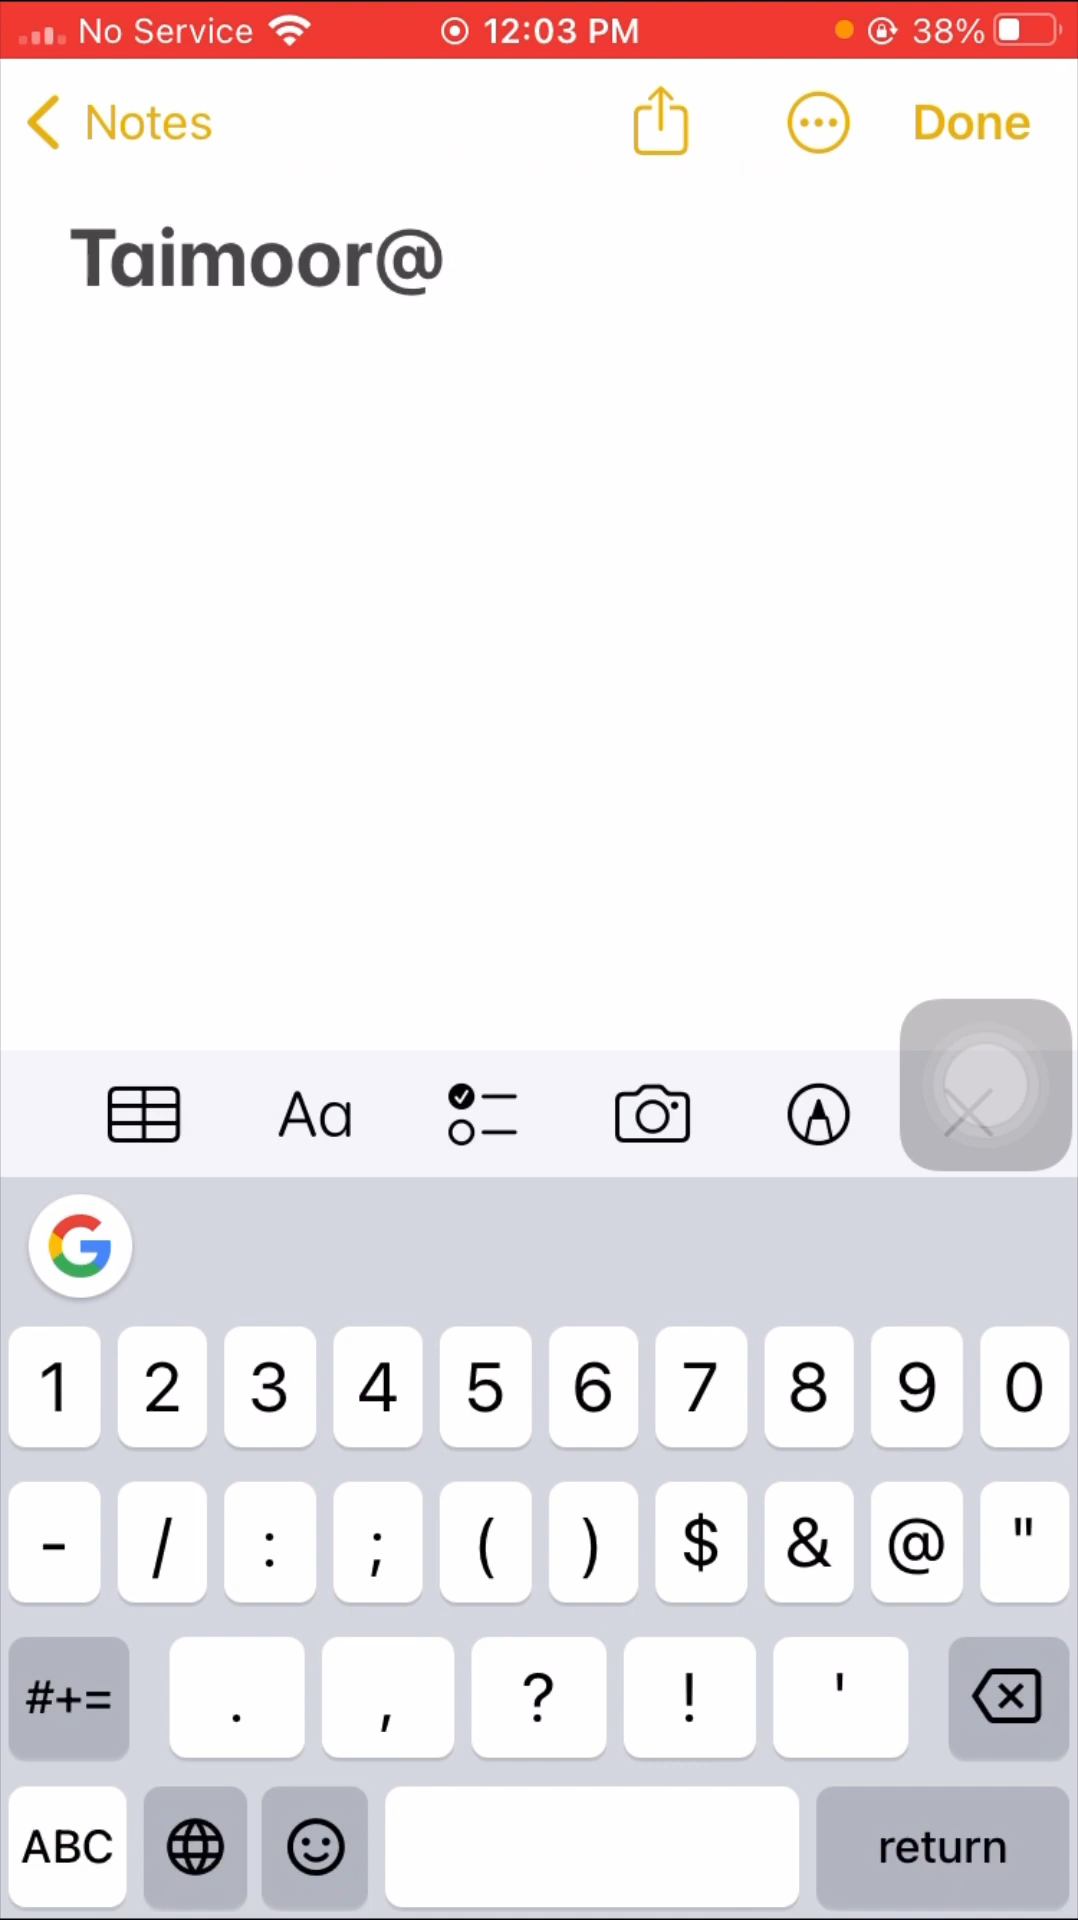 No Service 12:03 PM 38%
Notes Done
Taimoor@
Aa
G
1 2 3 4 5 6 7 8 9 0
- / : ; ( ) $ & @ "
#+= . , ? ! '
ABC return